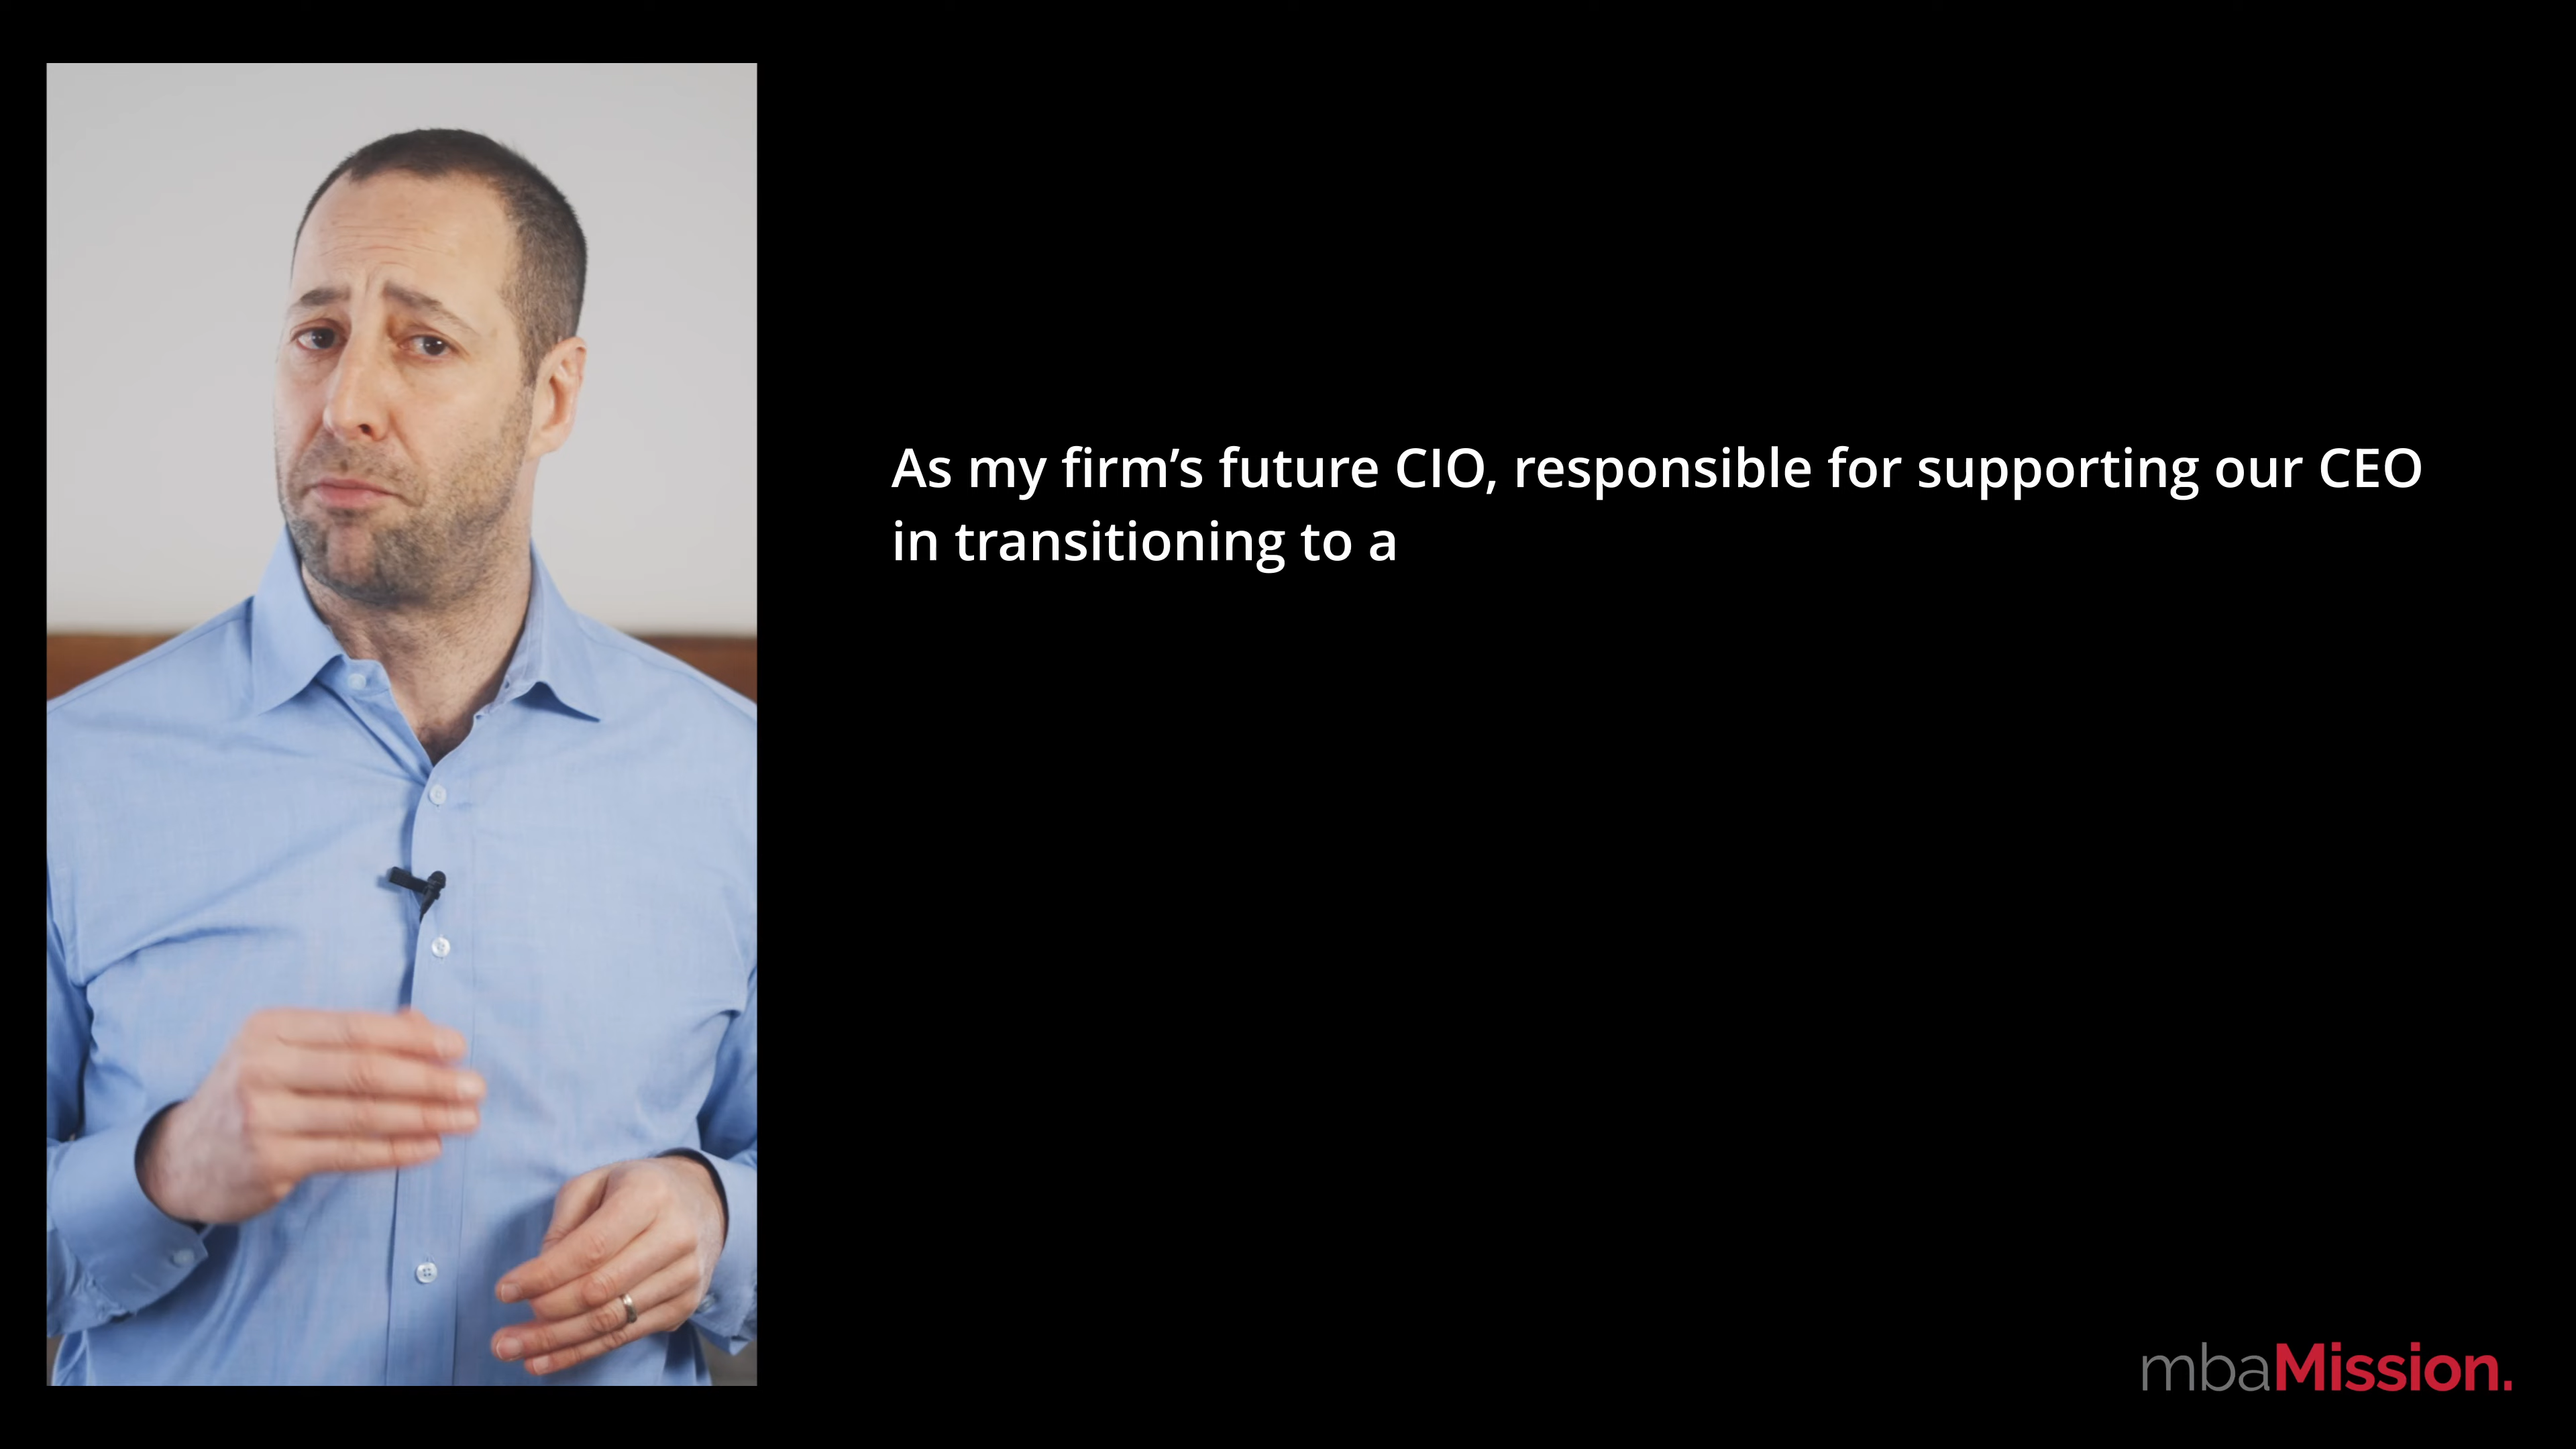 As my firm’s future CIO, responsible for supporting our CEO
in transitioning to a
mbaMission.